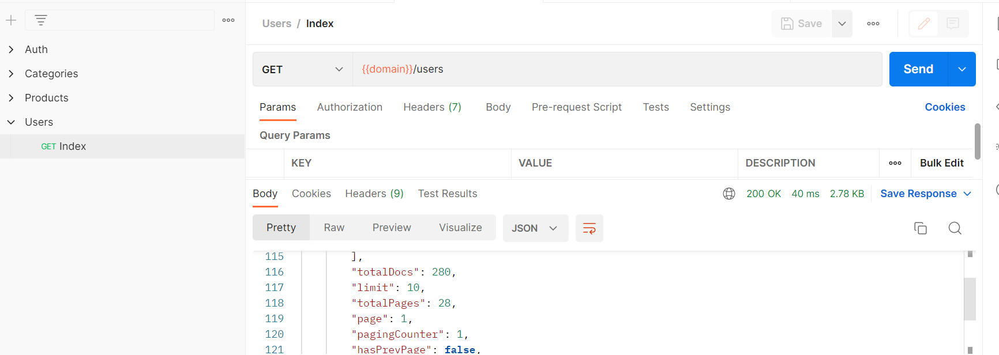 Users / Index
Save
Auth
Categories
Products
Users
GET Index
GET
{{domain}}/users
Send
Params Authorization Headers (7) Body Pre-request Script Tests Settings Cookies
Query Params
KEY VALUE DESCRIPTION Bulk Edit
Body Cookies Headers (9) Test Results 200 OK 40 ms 2.78 KB Save Response
Pretty Raw Preview Visualize JSON
115 ],
116 "totalDocs": 280,
117 "limit": 10,
118 "totalPages": 28,
119 "page": 1,
120 "pagingCounter": 1,
121 "hasPrevPage": false,